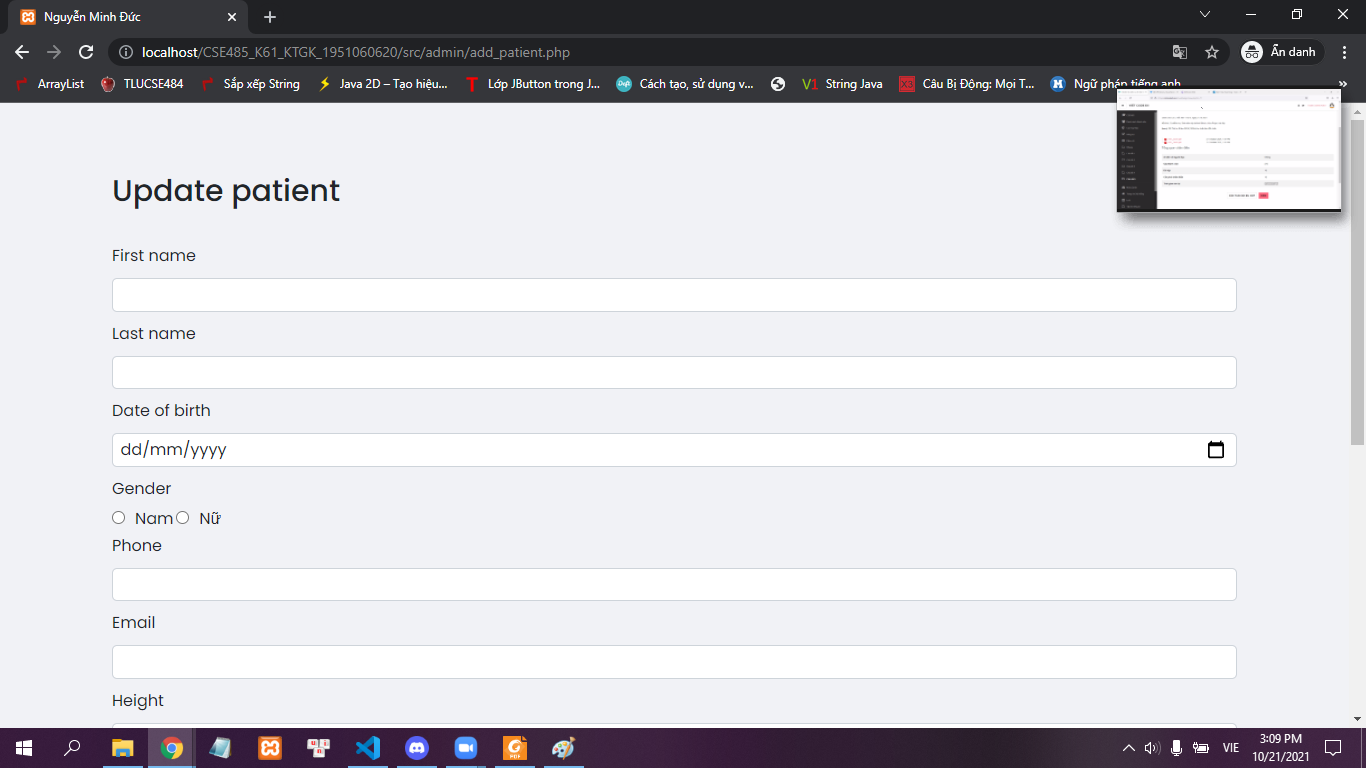 Nguyễn Minh Đức
localhost/CSE485_K61_KTGK_1951060620/src/admin/add_patient.php
Ẩn danh
ArrayList
TLUCSE484
Sắp xếp String
Java 2D – Tạo hiệu...
Lớp JButton trong J...
Cách tạo, sử dụng v...
V1 String Java
Câu Bị Động: Mọi T...
Ngữ pháp tiếng anh
Update patient
First name
Last name
Date of birth
dd/mm/yyyy
Gender
Nam Nữ
Phone
Email
Height
VIE
3:09 PM
10/21/2021